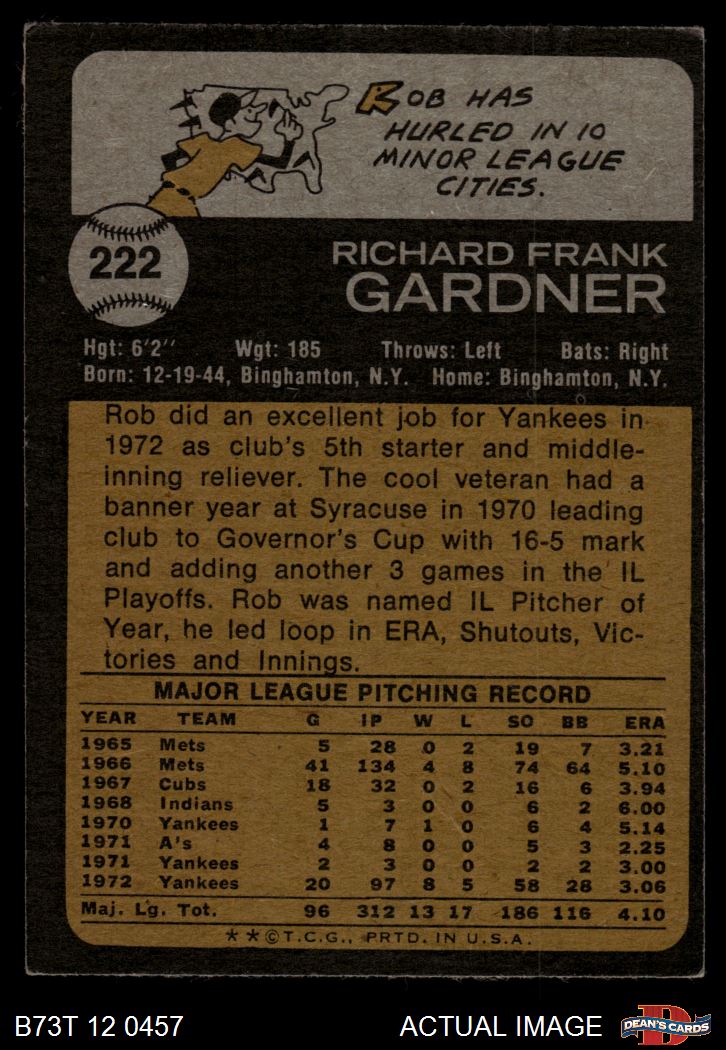 ROB HAS
HURLED IN 10
MINOR LEAGUE
CITIES.
222
RICHARD FRANK
GARDNER
Hgt: 6'2" Wgt: 185 Throws: Left Bats: Right
Born: 12-19-44, Binghamton, N.Y. Home: Binghamton, N.Y.
Rob did an excellent job for Yankees in
1972 as club's 5th starter and middle-
inning reliever. The cool veteran had a
banner year at Syracuse in 1970 leading
club to Governor's Cup with 16-5 mark
and adding another 3 games in the IL
Playoffs. Rob was named IL Pitcher of
Year, he led loop in ERA, Shutouts, Vic-
tories and Innings.
MAJOR LEAGUE PITCHING RECORD
YEAR TEAM G IP W L SO BB ERA
1965 Mets 5 28 0 2 19 7 3.21
1966 Mets 41 134 4 8 74 64 5.10
1967 Cubs 18 32 0 2 16 6 3.94
1968 Indians 5 3 0 0 6 2 6.00
1970 Yankees 1 7 1 0 6 4 5.14
1971 A's 4 8 0 0 5 3 2.25
1971 Yankees 2 3 0 0 2 2 3.00
1972 Yankees 20 97 8 5 58 28 3.06
Maj. Lg. Tot. 96 312 13 17 186 116 4.10
**©T.C.G., PRTD. IN U.S.A.
B73T 12 0457 ACTUAL IMAGE D DEAN'S CARDS